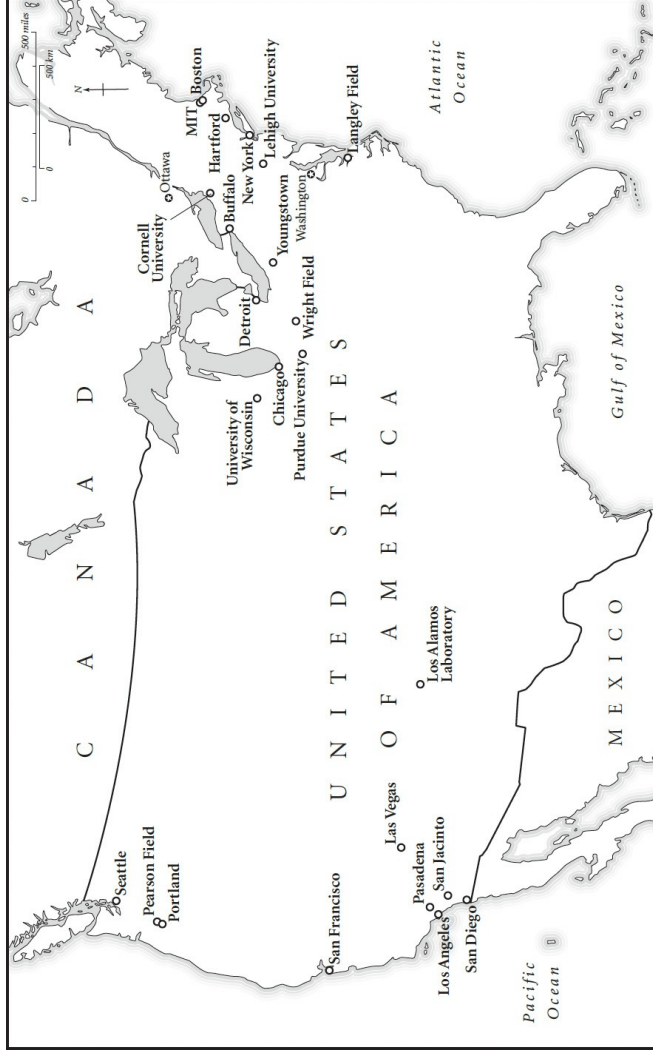 0 500 miles
0 500 km
N
C A N A D A
Seattle
Pearson Field
Portland
San Francisco
Las Vegas
Pasadena
San Jacinto
Los Angeles
San Diego
Los Alamos
Laboratory
U N I T E D S T A T E S
O F A M E R I C A
University of
Wisconsin
Chicago
Purdue University
Wright Field
Detroit
Youngstown
Cornell
University
Buffalo
Ottawa
MIT
Boston
Hartford
New York
Lehigh University
Washington
Langley Field
Atlantic
Ocean
Gulf of Mexico
M E X I C O
Pacific
Ocean